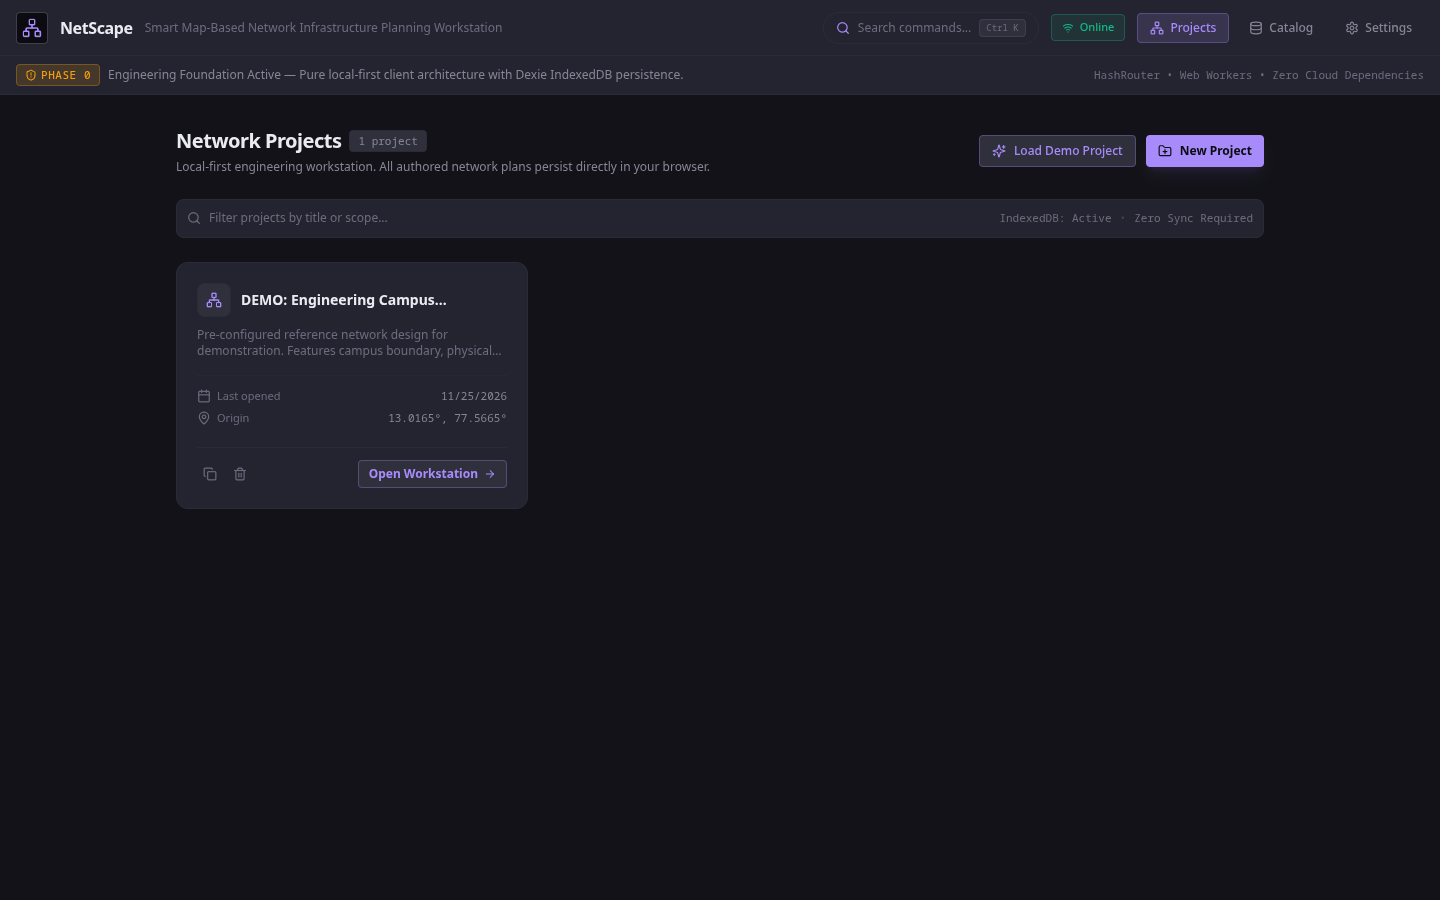 NetScape
Smart Map-Based Network Infrastructure Planning Workstation
Search commands... Ctrl K
Online
Projects
Catalog
Settings
PHASE 0
Engineering Foundation Active — Pure local-first client architecture with Dexie IndexedDB persistence.
HashRouter • Web Workers • Zero Cloud Dependencies
Network Projects
1 project
Local-first engineering workstation. All authored network plans persist directly in your browser.
Load Demo Project
New Project
Filter projects by title or scope...
IndexedDB: Active · Zero Sync Required
DEMO: Engineering Campus...
Pre-configured reference network design for
demonstration. Features campus boundary, physical...
Last opened 11/25/2026
Origin 13.0165°, 77.5665°
Open Workstation →